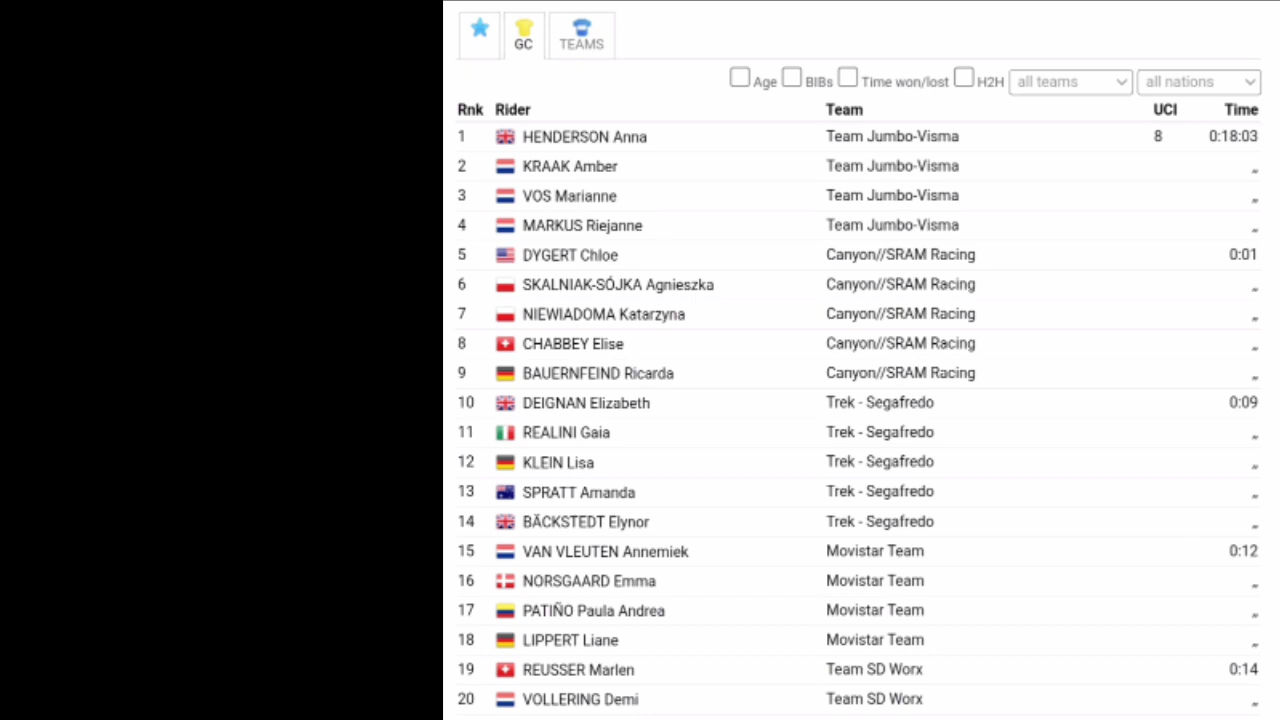 GC TEAMS
Age BIBs Time won/lost H2H all teams all nations
Rnk Rider Team UCI Time
1 HENDERSON Anna Team Jumbo-Visma 8 0:18:03
2 KRAAK Amber Team Jumbo-Visma „
3 VOS Marianne Team Jumbo-Visma „
4 MARKUS Riejanne Team Jumbo-Visma „
5 DYGERT Chloe Canyon//SRAM Racing 0:01
6 SKALNIAK-SÓJKA Agnieszka Canyon//SRAM Racing „
7 NIEWIADOMA Katarzyna Canyon//SRAM Racing „
8 CHABBEY Elise Canyon//SRAM Racing „
9 BAUERNFEIND Ricarda Canyon//SRAM Racing „
10 DEIGNAN Elizabeth Trek - Segafredo 0:09
11 REALINI Gaia Trek - Segafredo „
12 KLEIN Lisa Trek - Segafredo „
13 SPRATT Amanda Trek - Segafredo „
14 BÄCKSTEDT Elynor Trek - Segafredo „
15 VAN VLEUTEN Annemiek Movistar Team 0:12
16 NORSGAARD Emma Movistar Team „
17 PATIÑO Paula Andrea Movistar Team „
18 LIPPERT Liane Movistar Team „
19 REUSSER Marlen Team SD Worx 0:14
20 VOLLERING Demi Team SD Worx „